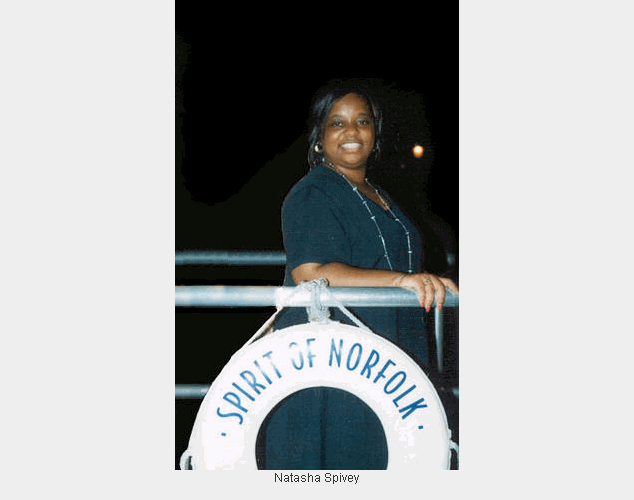 · SPIRIT OF NORFOLK ·
Natasha Spivey